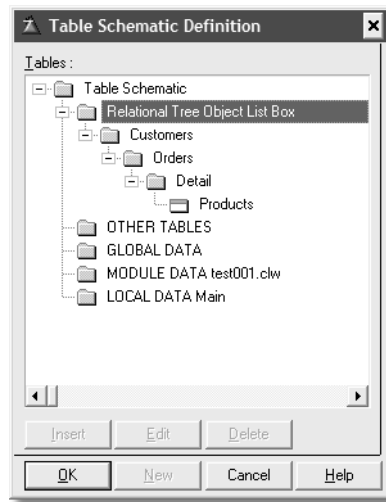 Table Schematic Definition
Tables :
Table Schematic
Relational Tree Object List Box
Customers
Orders
Detail
Products
OTHER TABLES
GLOBAL DATA
MODULE DATA test001.clw
LOCAL DATA Main
Insert Edit Delete
OK New Cancel Help